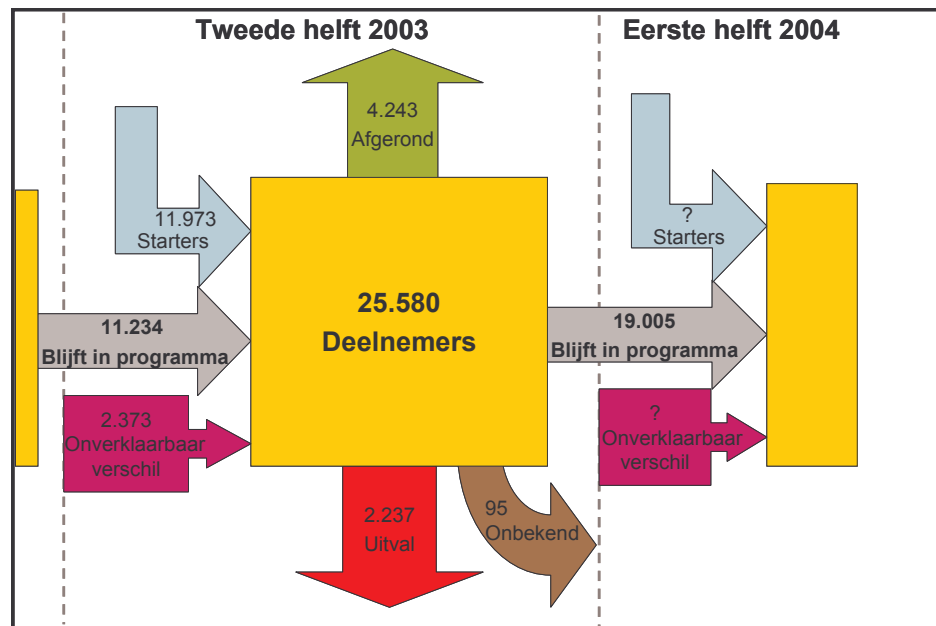 Tweede helft 2003
Eerste helft 2004
4.243
Afgerond
11.973
Starters
?
Starters
25.580
Deelnemers
11.234
Blijft in programma
19.005
Blijft in programma
2.373
Onverklaarbaar
verschil
?
Onverklaarbaar
verschil
2.237
Uitval
95
Onbekend